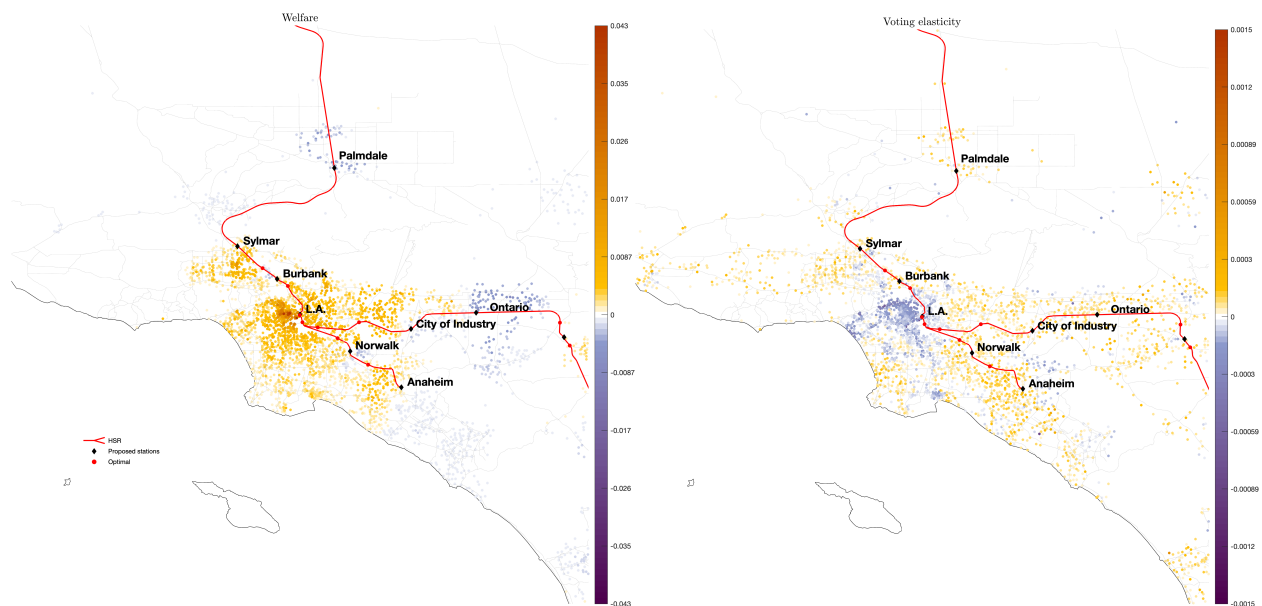 Welfare
Palmdale
Sylmar
Burbank
L.A.
Ontario
City of Industry
Norwalk
Anaheim
HSR
Proposed stations
Optimal
0.043
0.035
0.026
0.017
0.0087
0
-0.0087
-0.017
-0.026
-0.035
-0.043
Voting elasticity
Palmdale
Sylmar
Burbank
L.A.
Ontario
City of Industry
Norwalk
Anaheim
0.0015
0.0012
0.00089
0.00059
0.0003
0
-0.0003
-0.00059
-0.00089
-0.0012
-0.0015